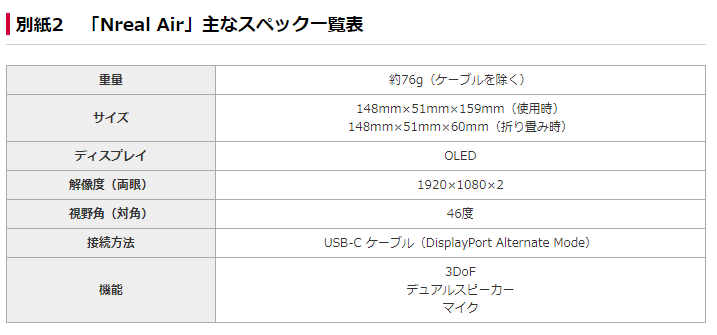 別紙2 「Nreal Air」主なスペック一覧表
重量
約76g（ケーブルを除く）
サイズ
148mm×51mm×159mm（使用時）
148mm×51mm×60mm（折り畳み時）
ディスプレイ
OLED
解像度（両眼）
1920×1080×2
視野角（対角）
46度
接続方法
USB-C ケーブル（DisplayPort Alternate Mode）
機能
3DoF
デュアルスピーカー
マイク